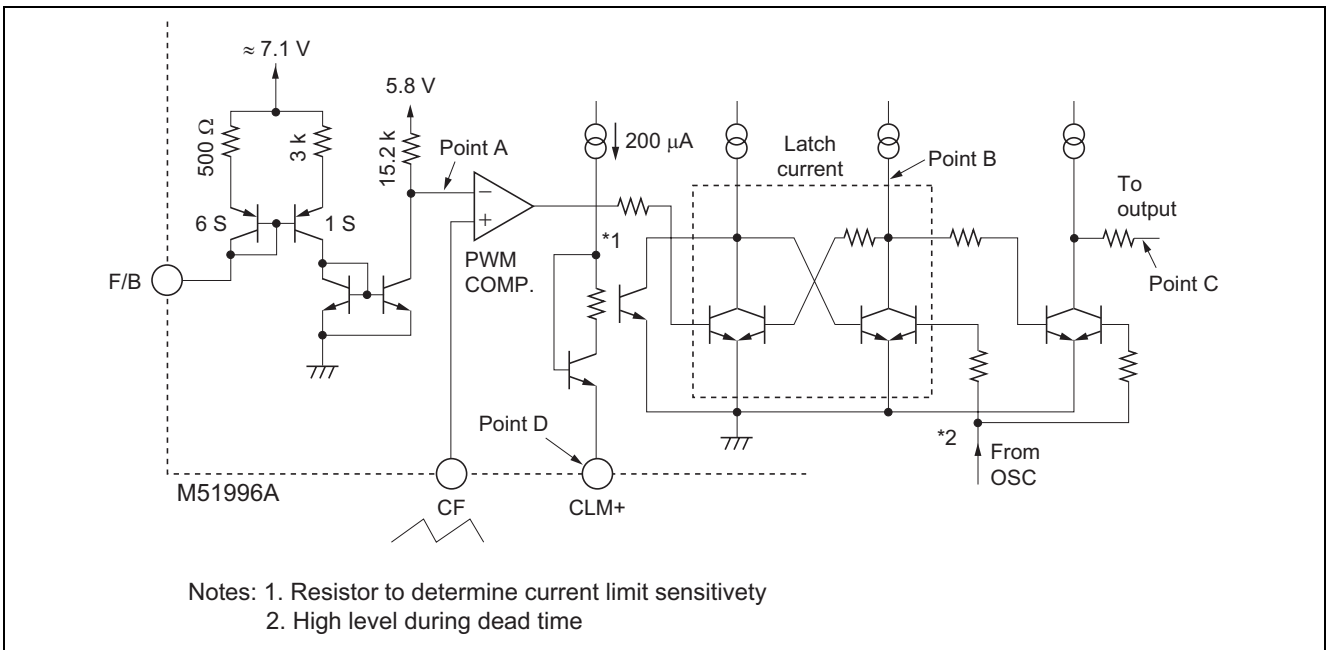 ≈ 7.1 V
5.8 V
500 Ω
3 k
15.2 k
Point A
200 μA
Latch
current
Point B
To
output
6 S
1 S
−
+
*1
PWM
COMP.
F/B
Point C
Point D
*2
From
OSC
M51996A
CF
CLM+
Notes: 1. Resistor to determine current limit sensitivety
2. High level during dead time